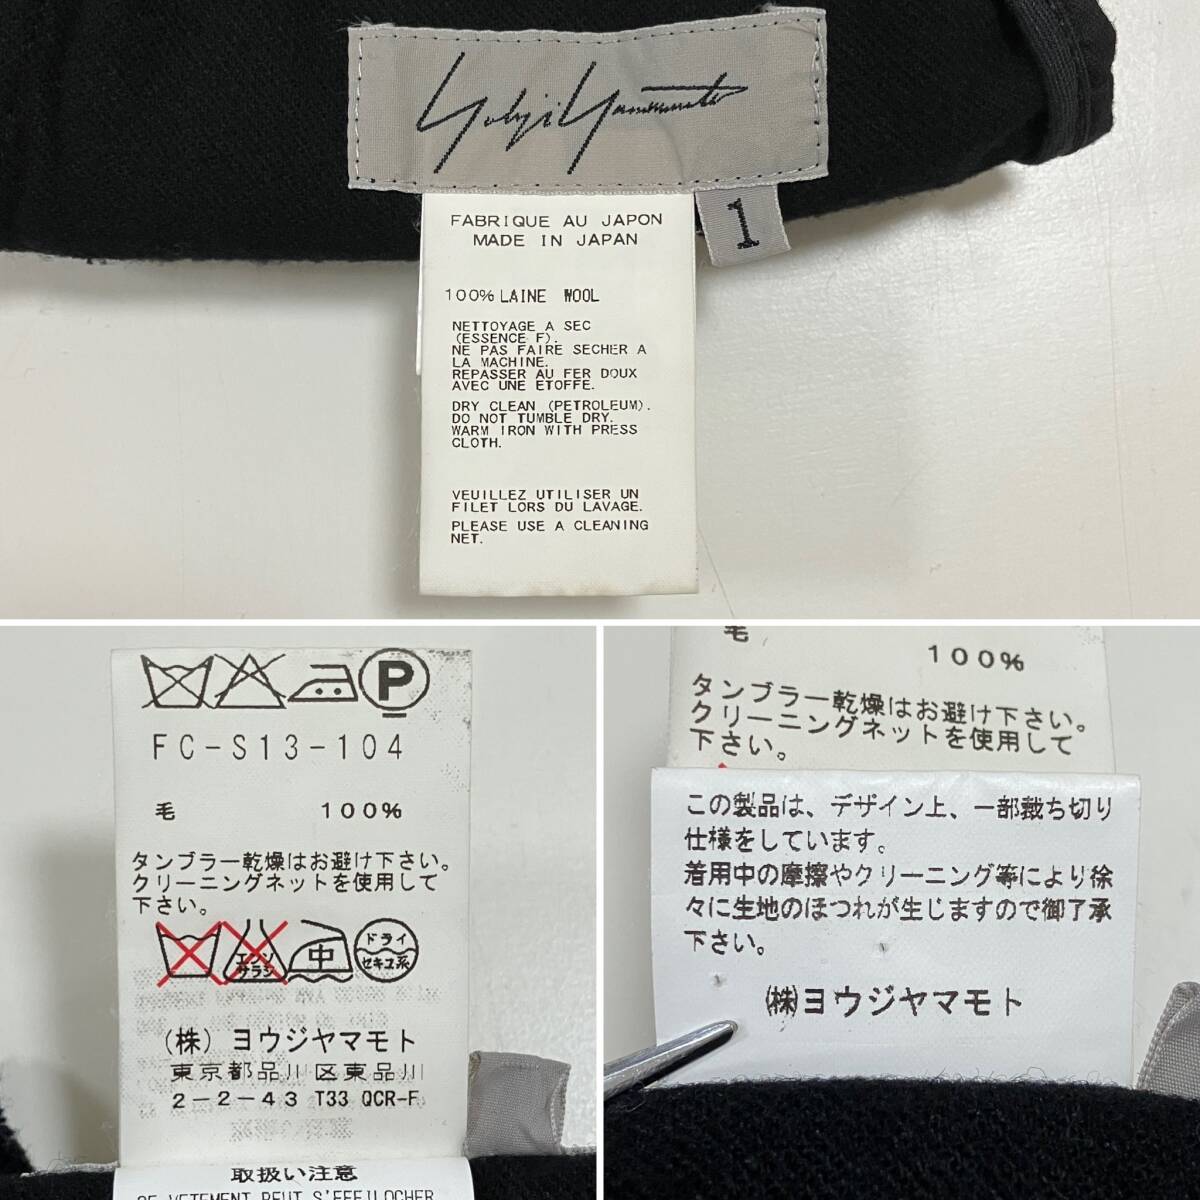 Yohji Yamamoto
1
FABRIQUE AU JAPON
MADE IN JAPAN
100% LAINE WOOL
NETTOYAGE A SEC
(ESSENCE F).
NE PAS FAIRE SECHER A
LA MACHINE.
REPASSER AU FER DOUX
AVEC UNE ETOFFE.
DRY CLEAN (PETROLEUM).
DO NOT TUMBLE DRY.
WARM IRON WITH PRESS
CLOTH.
VEUILLEZ UTILISER UN
FILET LORS DU LAVAGE.
PLEASE USE A CLEANING
NET.
P
FC-S13-104
毛 100%
タンブラー乾燥はお避け下さい。
クリーニングネットを使用して
下さい。
エンソ サラシ 中 ドライ セキユ系
(株) ヨウジヤマモト
東京都品川区東品川
2-2-43 T33 QCR-F
取扱い注意
CE VETEMENT PEUT S'EFFILOCHER
毛 100%
タンブラー乾燥はお避け下さい。
クリーニングネットを使用して
下さい。
この製品は、デザイン上、一部裁ち切り
仕様をしています。
着用中の摩擦やクリーニング等により徐
々に生地のほつれが生じますので御了承
下さい。
㈱ヨウジヤマモト